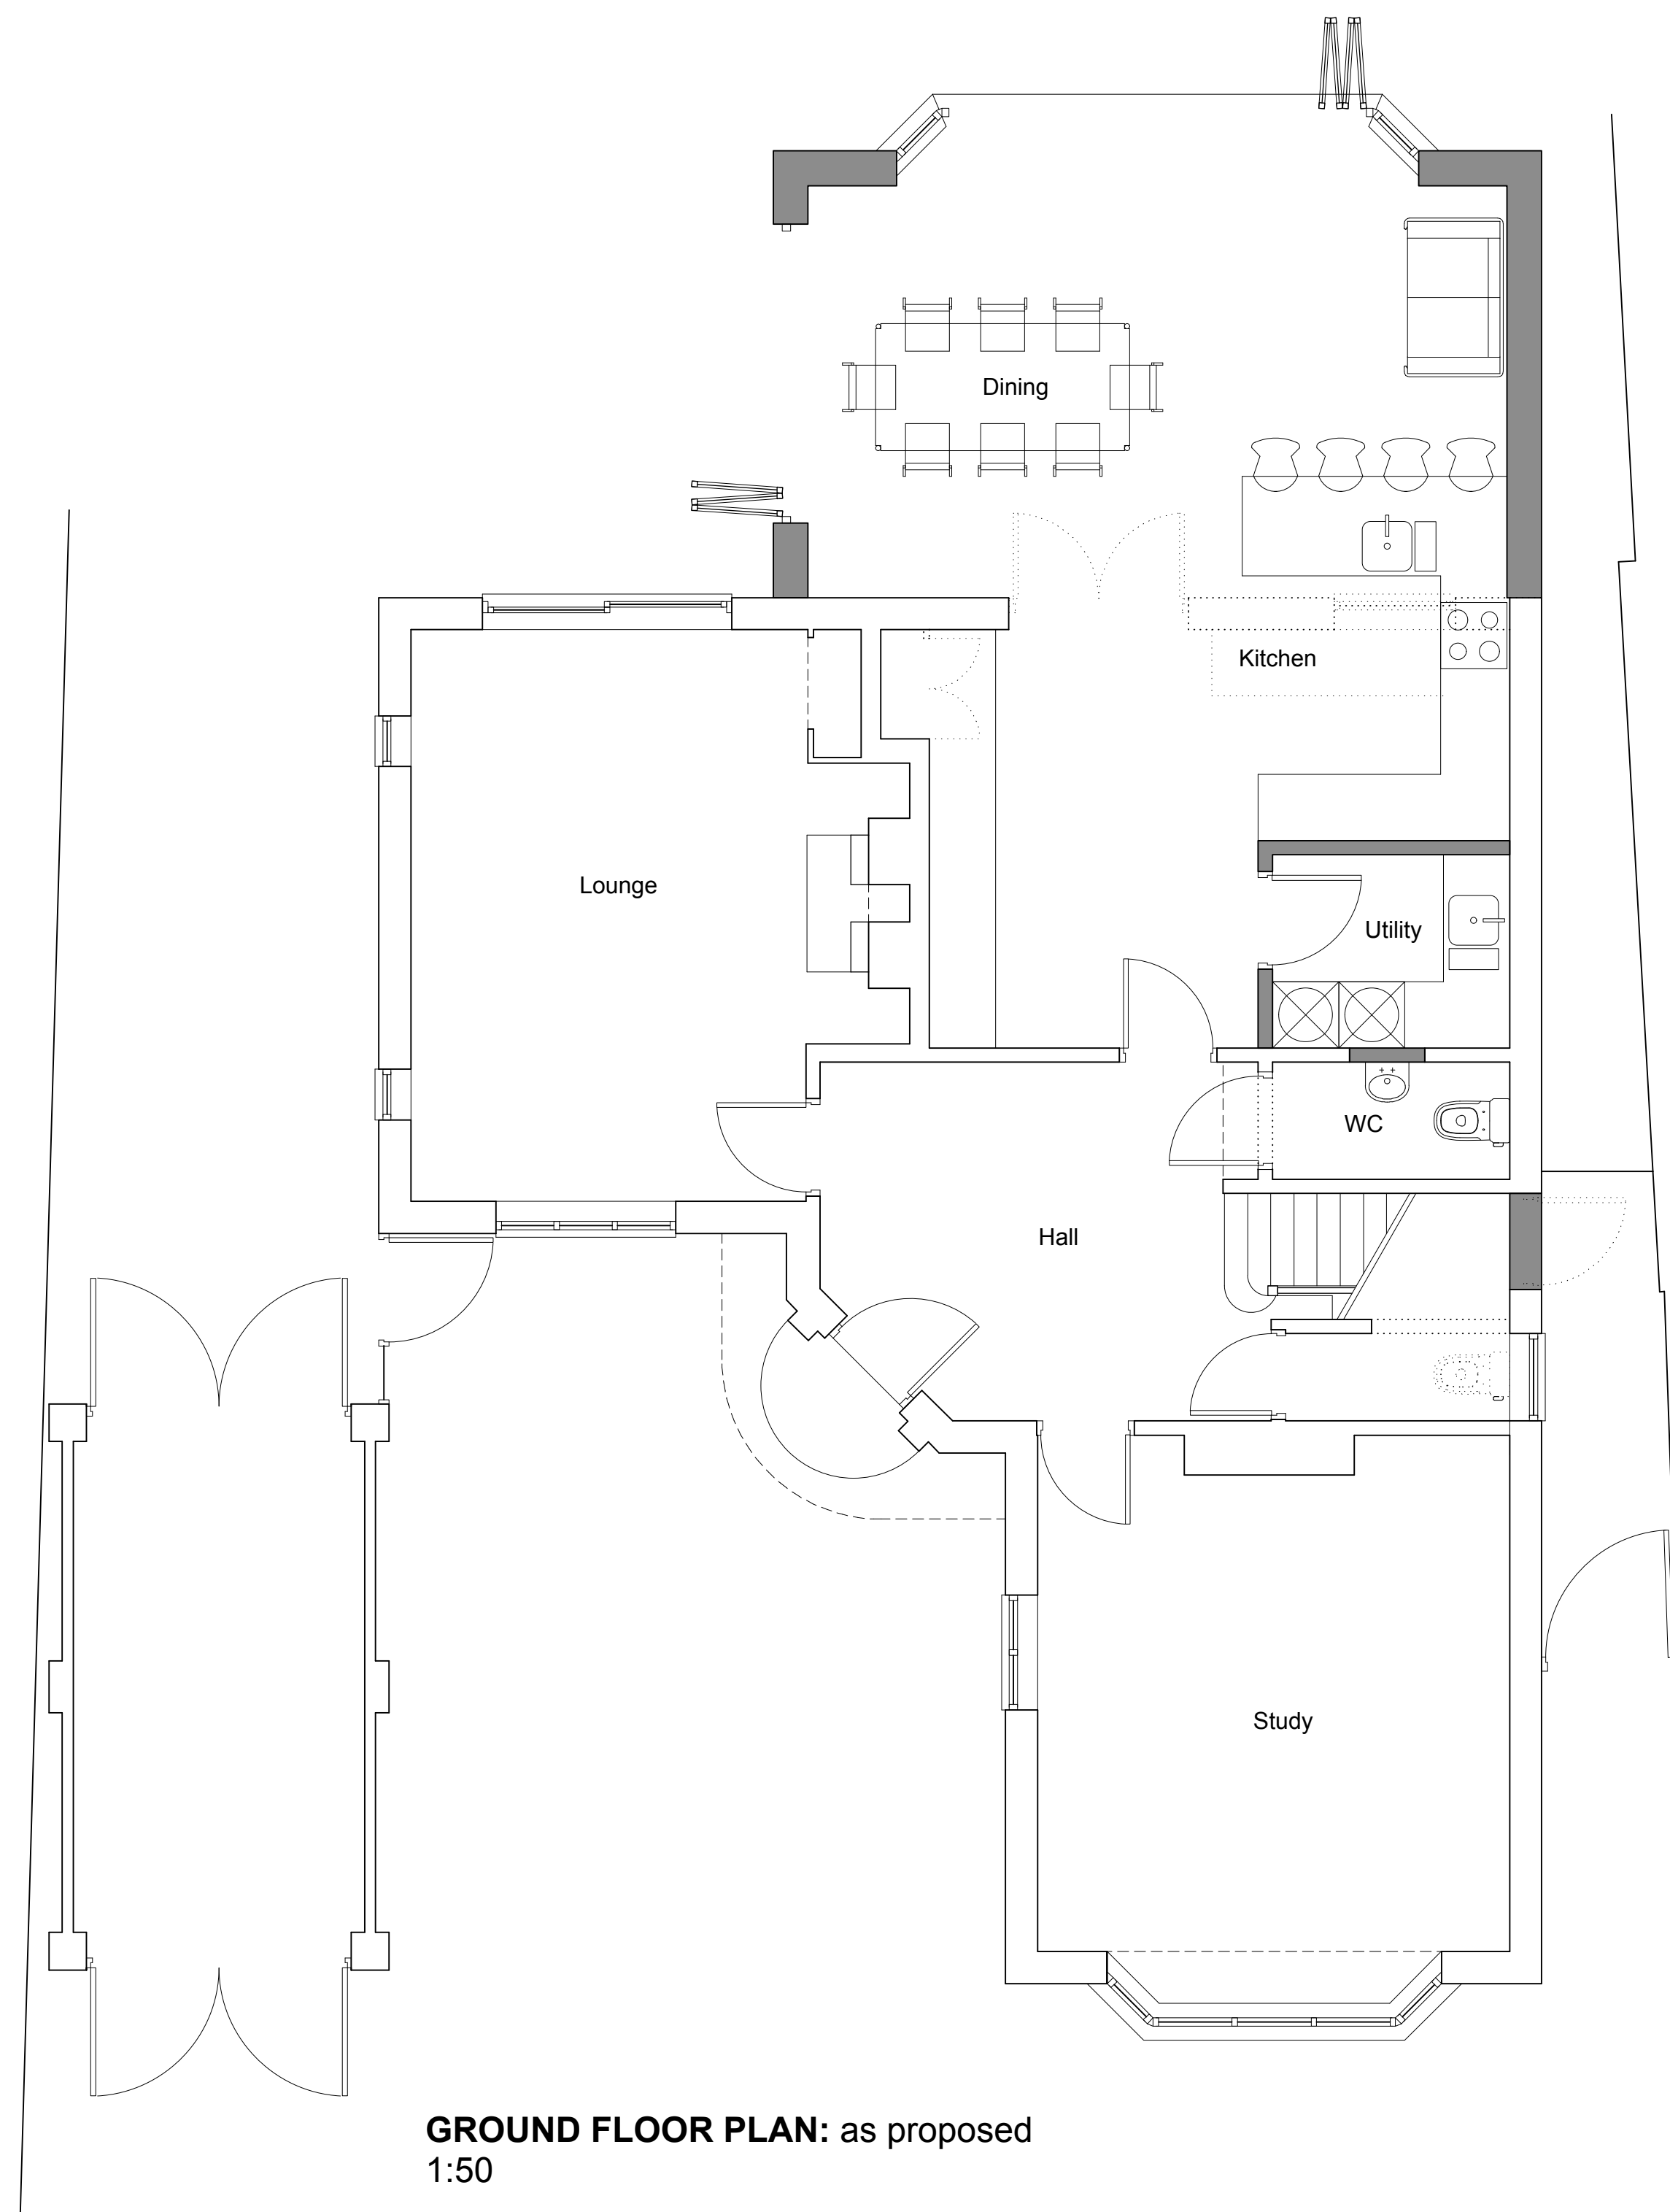 Dining
Kitchen
Lounge
Utility
WC
Hall
Study
GROUND FLOOR PLAN: as proposed
1:50